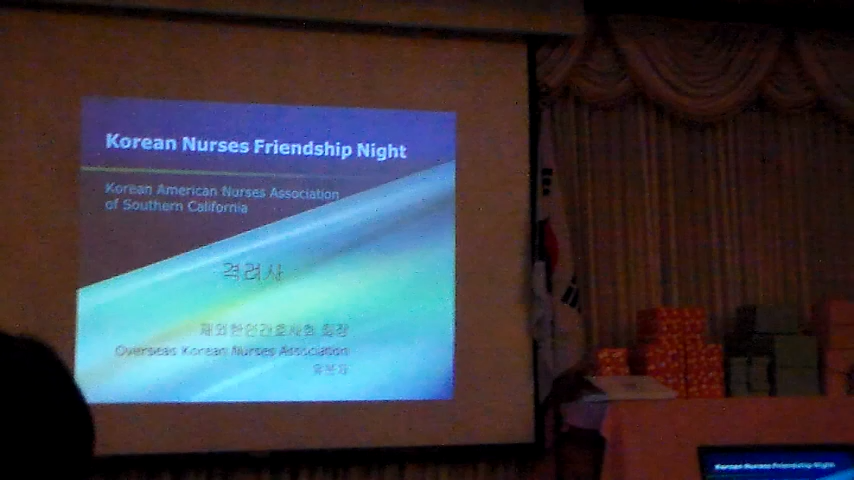 Korean Nurses Friendship Night
Korean American Nurses Association
of Southern California
격려사
재외한인간호사회 회장
Overseas Korean Nurses Association
Korean Nurses Friendship Night